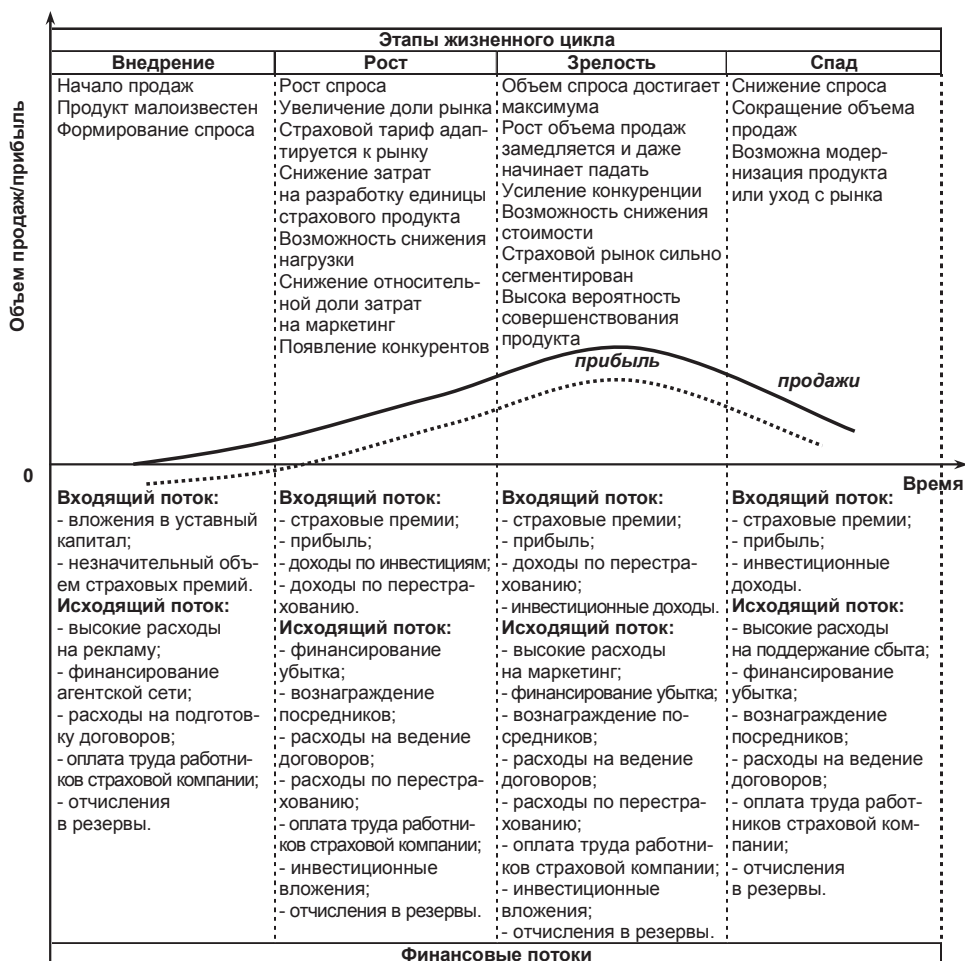 Этапы жизненного цикла
Внедрение
Рост
Зрелость
Спад
Объем продаж/прибыль
Начало продаж
Продукт малоизвестен
Формирование спроса
Рост спроса
Увеличение доли рынка
Страховой тариф адап-
тируется к рынку
Снижение затрат
на разработку единицы
страхового продукта
Возможность снижения
нагрузки
Снижение относитель-
ной доли затрат
на маркетинг
Появление конкурентов
Объем спроса достигает
максимума
Рост объема продаж
замедляется и даже
начинает падать
Усиление конкуренции
Возможность снижения
стоимости
Страховой рынок сильно
сегментирован
Высока вероятность
совершенствования
продукта
Снижение спроса
Сокращение объема
продаж
Возможна модер-
низация продукта
или уход с рынка
прибыль
продажи
0
Время
Входящий поток:
- вложения в уставный
капитал;
- незначительный объ-
ем страховых премий.
Исходящий поток:
- высокие расходы
на рекламу;
- финансирование
агентской сети;
- расходы на подготов-
ку договоров;
- оплата труда работни-
ков страховой компании;
- отчисления
в резервы.
Входящий поток:
- страховые премии;
- прибыль;
- доходы по инвестициям;
- доходы по перестра-
хованию.
Исходящий поток:
- финансирование
убытка;
- вознаграждение
посредников;
- расходы на ведение
договоров;
- расходы по перестра-
хованию;
- оплата труда работни-
ков страховой компании;
- инвестиционные
вложения;
- отчисления в резервы.
Входящий поток:
- страховые премии;
- прибыль;
- доходы по перестра-
хованию;
- инвестиционные доходы.
Исходящий поток:
- высокие расходы
на маркетинг;
- финансирование убытка;
- вознаграждение по-
средников;
- расходы на ведение
договоров;
- расходы по перестра-
хованию;
- оплата труда работни-
ков страховой компании;
- инвестиционные
вложения;
- отчисления в резервы.
Входящий поток:
- страховые премии;
- прибыль;
- инвестиционные
доходы.
Исходящий поток:
- высокие расходы
на поддержание сбыта;
- финансирование
убытка;
- вознаграждение
посредников;
- расходы на ведение
договоров;
- оплата труда работ-
ников страховой ком-
пании;
- отчисления
в резервы.
Финансовые потоки